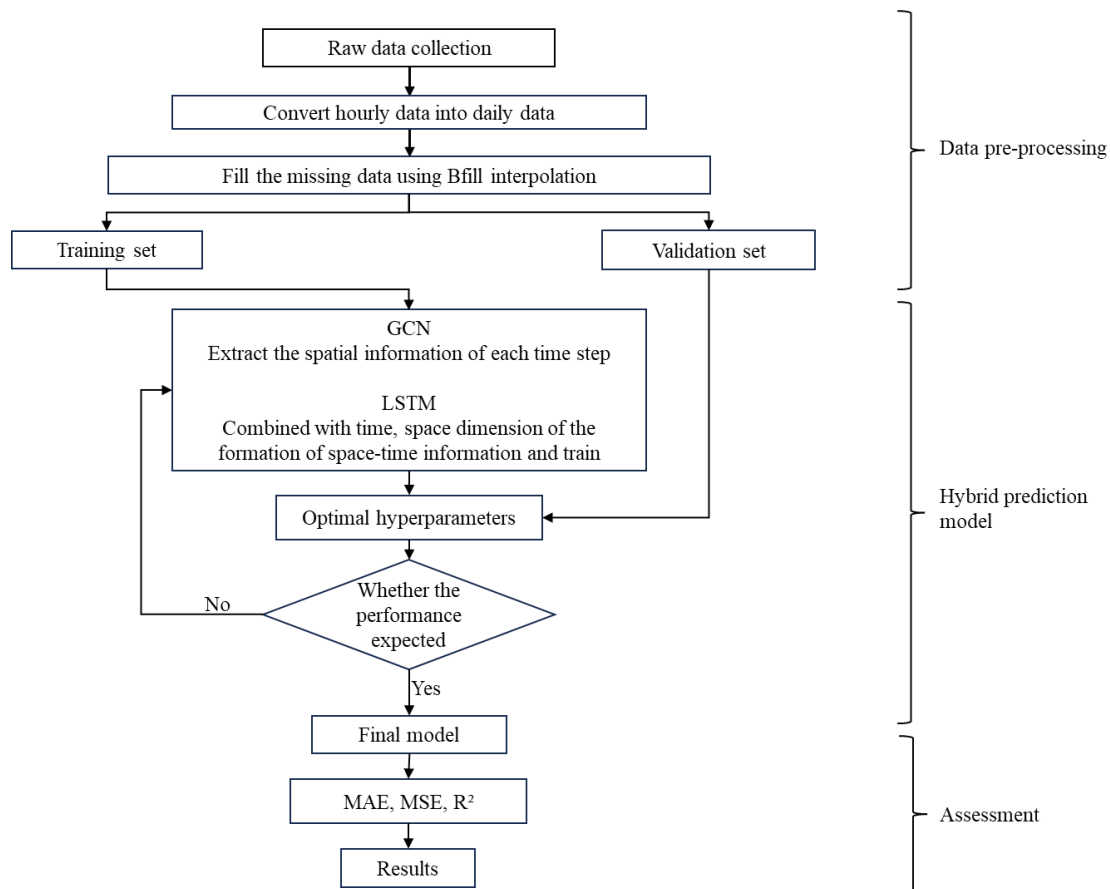 Raw data collection
Convert hourly data into daily data
Data pre-processing
Fill the missing data using Bfill interpolation
Training set
Validation set
GCN
Extract the spatial information of each time step
LSTM
Combined with time, space dimension of the
formation of space-time information and train
Hybrid prediction
model
Optimal hyperparameters
Whether the
performance
expected
No
Yes
Final model
MAE, MSE, R²
Assessment
Results